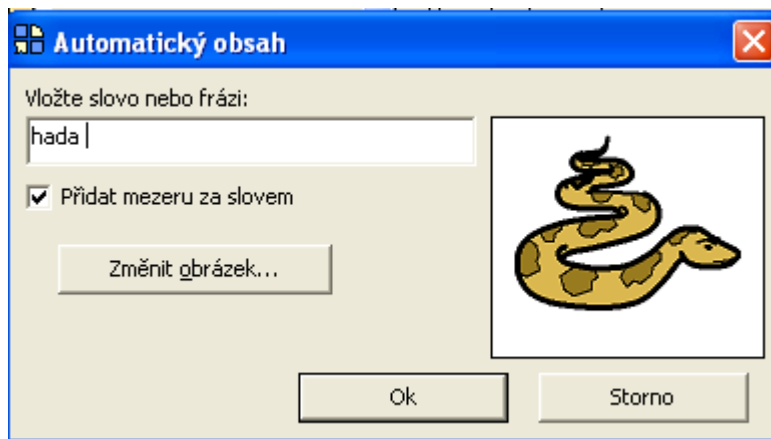 Automatický obsah
Vložte slovo nebo frázi:
hada
Přidat mezeru za slovem
Změnit obrázek...
Ok
Storno